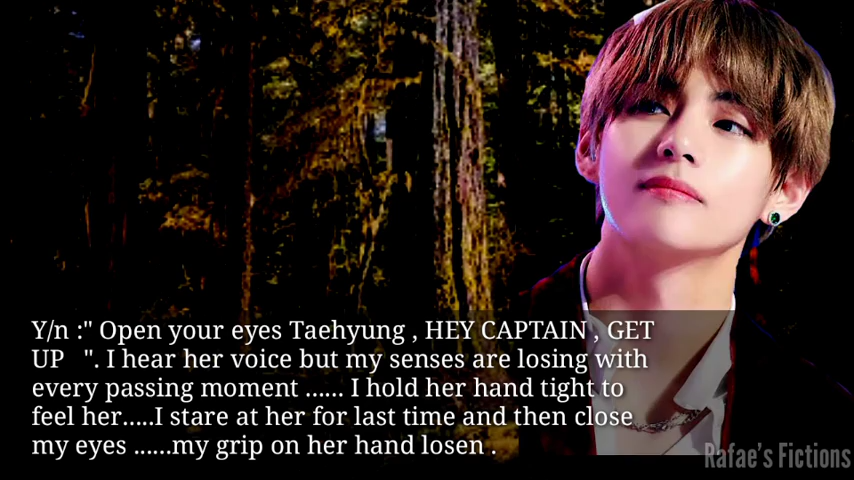 Y/n :" Open your eyes Taehyung , HEY CAPTAIN , GET
UP ". I hear her voice but my senses are losing with
every passing moment ...... I hold her hand tight to
feel her.....I stare at her for last time and then close
my eyes ......my grip on her hand losen .
Rafae's Fictions